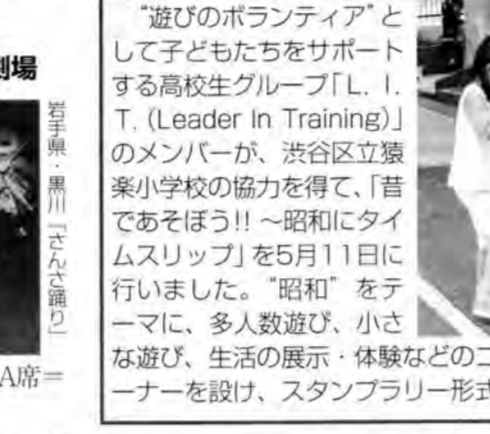 劇場
岩手県・黒川『さんさ踊り』
A席＝
“遊びのボランティア”と
して子どもたちをサポート
する高校生グループ「L. I.
T. (Leader In Training)」
のメンバーが、渋谷区立猿
楽小学校の協力を得て、「昔
であそぼう!! ～昭和にタイ
ムスリップ」を5月11日に
行いました。“昭和” をテ
ーマに、多人数遊び、小さ
な遊び、生活の展示・体験などのコ
ーナーを設け、スタンプラリー形式